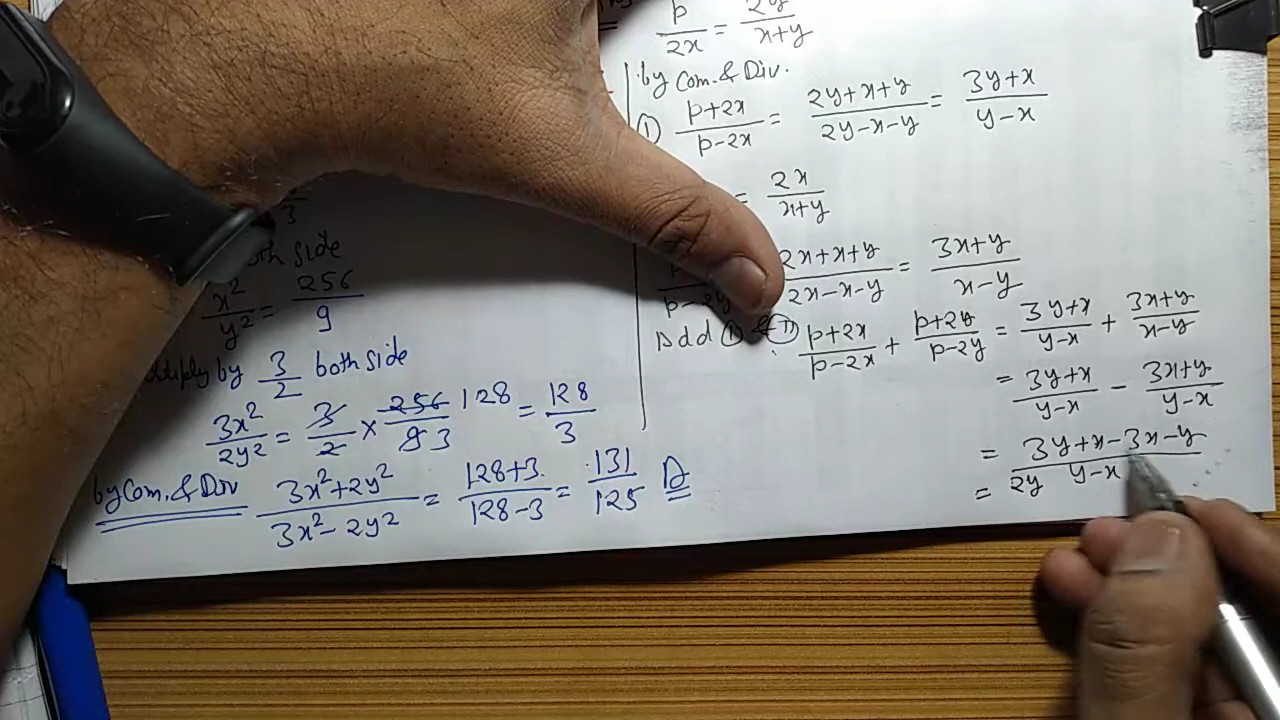 p/2x = 2y/x+y
by Com. & Div.
① p+2x/p-2x = 2y+x+y/2y-x-y = 3y+x/y-x
= 2x/x+y
2x+x+y/2x-x-y = 3x+y/x-y
Add ① & ② p+2x/p-2x + p+2y/p-2y = 3y+x/y-x + 3x+y/x-y
= 3y+x/y-x - 3x+y/y-x
= 3y+x-3x-y/y-x
= 2y
3
both side
x²/y² = 256/9
by 3/2 both side
3x²/2y² = 3/2 × 256/9 128 3 = 128/3
by Com. & Div 3x²+2y²/3x²-2y² = 128+3/128-3 = 131/125